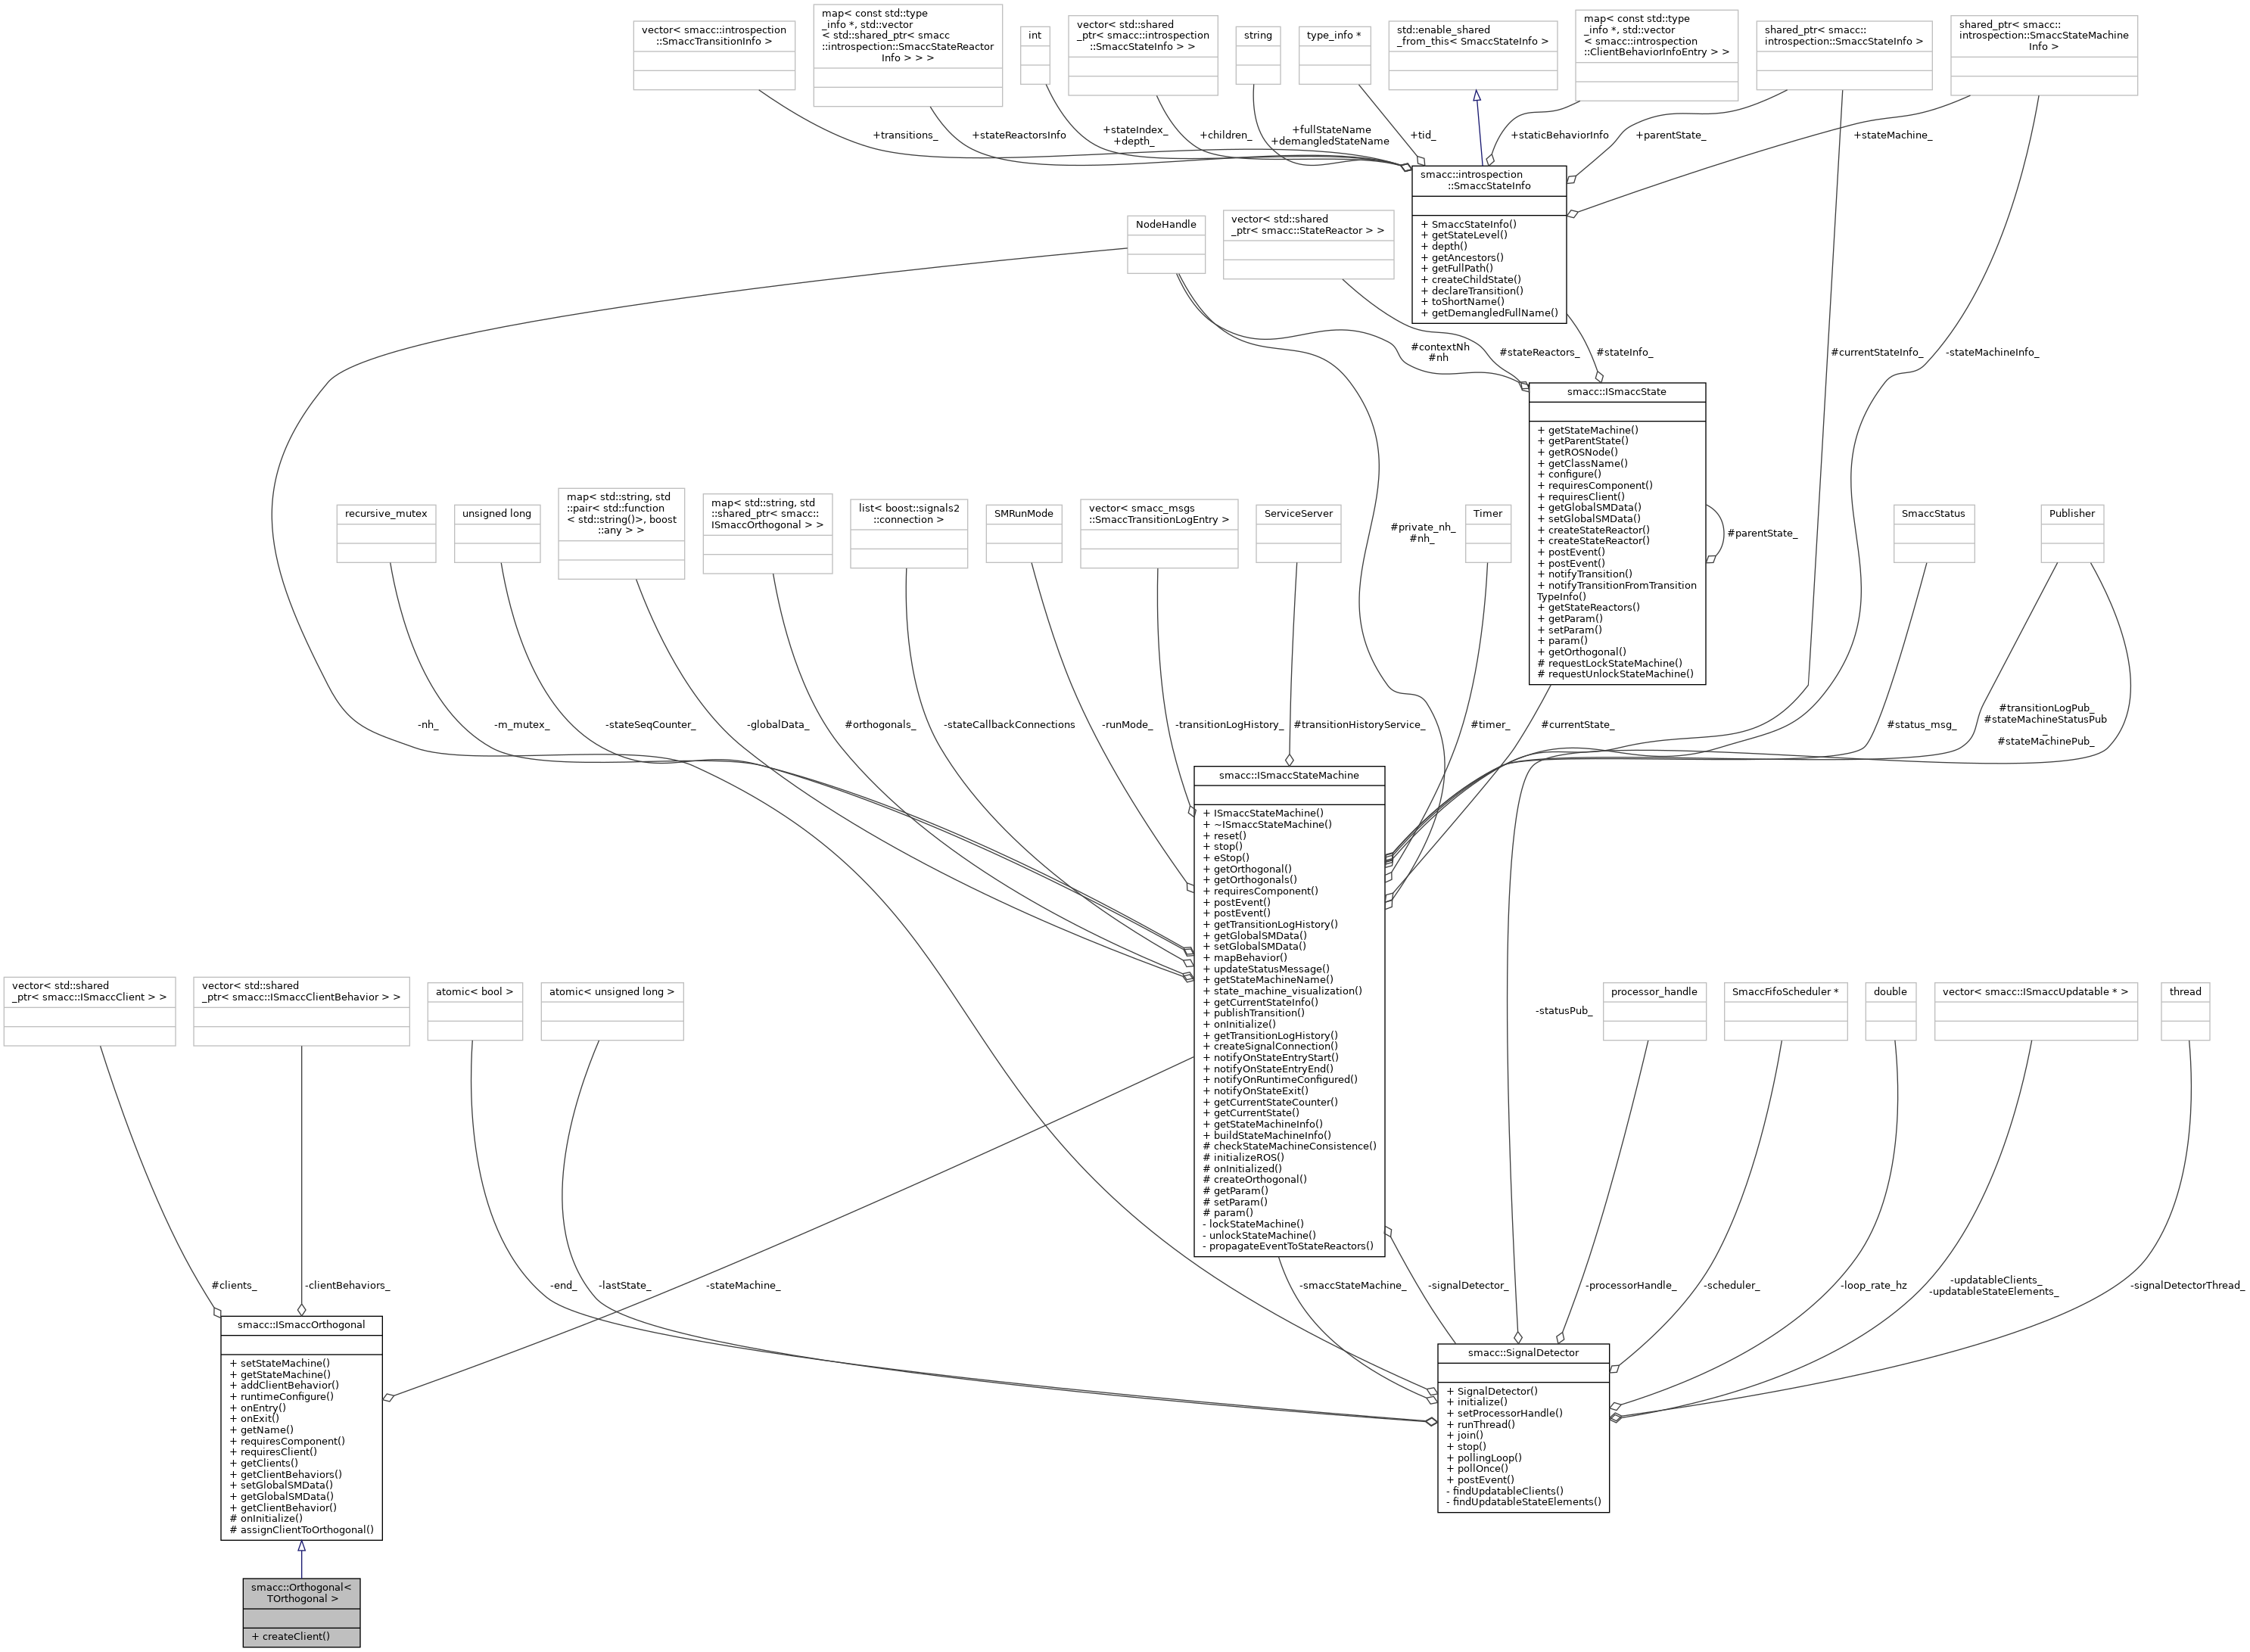 vector< smacc::introspection
::SmaccTransitionInfo >
map< const std::type
_info *, std::vector
< std::shared_ptr< smacc
::introspection::SmaccStateReactor
Info > > >
int
vector< std::shared
_ptr< smacc::introspection
::SmaccStateInfo > >
string
type_info *
std::enable_shared
_from_this< SmaccStateInfo >
map< const std::type
_info *, std::vector
< smacc::introspection
::ClientBehaviorInfoEntry > >
shared_ptr< smacc::
introspection::SmaccStateInfo >
shared_ptr< smacc::
introspection::SmaccStateMachine
Info >
+transitions_
+stateReactorsInfo
+stateIndex_
+depth_
+children_
+fullStateName
+demangledStateName
+tid_
+staticBehaviorInfo
+parentState_
+stateMachine_
smacc::introspection
::SmaccStateInfo
+ SmaccStateInfo()
+ getStateLevel()
+ depth()
+ getAncestors()
+ getFullPath()
+ createChildState()
+ declareTransition()
+ toShortName()
+ getDemangledFullName()
NodeHandle
vector< std::shared
_ptr< smacc::StateReactor > >
#contextNh
#nh
#stateReactors_
#stateInfo_
#currentStateInfo_
-stateMachineInfo_
smacc::ISmaccState
+ getStateMachine()
+ getParentState()
+ getROSNode()
+ getClassName()
+ configure()
+ requiresComponent()
+ requiresClient()
+ getGlobalSMData()
+ setGlobalSMData()
+ createStateReactor()
+ createStateReactor()
+ postEvent()
+ postEvent()
+ notifyTransition()
+ notifyTransitionFromTransition
TypeInfo()
+ getStateReactors()
+ getParam()
+ setParam()
+ param()
+ getOrthogonal()
# requestLockStateMachine()
# requestUnlockStateMachine()
#parentState_
recursive_mutex
unsigned long
map< std::string, std
::pair< std::function
< std::string()>, boost
::any > >
map< std::string, std
::shared_ptr< smacc::
ISmaccOrthogonal > >
list< boost::signals2
::connection >
SMRunMode
vector< smacc_msgs
::SmaccTransitionLogEntry >
ServiceServer
#private_nh_
#nh_
Timer
SmaccStatus
Publisher
-nh_
-m_mutex_
-stateSeqCounter_
-globalData_
#orthogonals_
-stateCallbackConnections
-runMode_
-transitionLogHistory_
#transitionHistoryService_
#timer_
#currentState_
#status_msg_
#transitionLogPub_
#stateMachineStatusPub
_
#stateMachinePub_
smacc::ISmaccStateMachine
+ ISmaccStateMachine()
+ ~ISmaccStateMachine()
+ reset()
+ stop()
+ eStop()
+ getOrthogonal()
+ getOrthogonals()
+ requiresComponent()
+ postEvent()
+ postEvent()
+ getTransitionLogHistory()
+ getGlobalSMData()
+ setGlobalSMData()
+ mapBehavior()
+ updateStatusMessage()
+ getStateMachineName()
+ state_machine_visualization()
+ getCurrentStateInfo()
+ publishTransition()
+ onInitialize()
+ getTransitionLogHistory()
+ createSignalConnection()
+ notifyOnStateEntryStart()
+ notifyOnStateEntryEnd()
+ notifyOnRuntimeConfigured()
+ notifyOnStateExit()
+ getCurrentStateCounter()
+ getCurrentState()
+ getStateMachineInfo()
+ buildStateMachineInfo()
# checkStateMachineConsistence()
# initializeROS()
# onInitialized()
# createOrthogonal()
# getParam()
# setParam()
# param()
- lockStateMachine()
- unlockStateMachine()
- propagateEventToStateReactors()
vector< std::shared
_ptr< smacc::ISmaccClient > >
vector< std::shared
_ptr< smacc::ISmaccClientBehavior > >
atomic< bool >
atomic< unsigned long >
-statusPub_
processor_handle
SmaccFifoScheduler *
double
vector< smacc::ISmaccUpdatable * >
thread
#clients_
-clientBehaviors_
-end_
-lastState_
-stateMachine_
-smaccStateMachine_
-signalDetector_
-processorHandle_
-scheduler_
-loop_rate_hz
-updatableClients_
-updatableStateElements_
-signalDetectorThread_
smacc::ISmaccOrthogonal
+ setStateMachine()
+ getStateMachine()
+ addClientBehavior()
+ runtimeConfigure()
+ onEntry()
+ onExit()
+ getName()
+ requiresComponent()
+ requiresClient()
+ getClients()
+ getClientBehaviors()
+ setGlobalSMData()
+ getGlobalSMData()
+ getClientBehavior()
# onInitialize()
# assignClientToOrthogonal()
smacc::SignalDetector
+ SignalDetector()
+ initialize()
+ setProcessorHandle()
+ runThread()
+ join()
+ stop()
+ pollingLoop()
+ pollOnce()
+ postEvent()
- findUpdatableClients()
- findUpdatableStateElements()
smacc::Orthogonal<
TOrthogonal >
+ createClient()